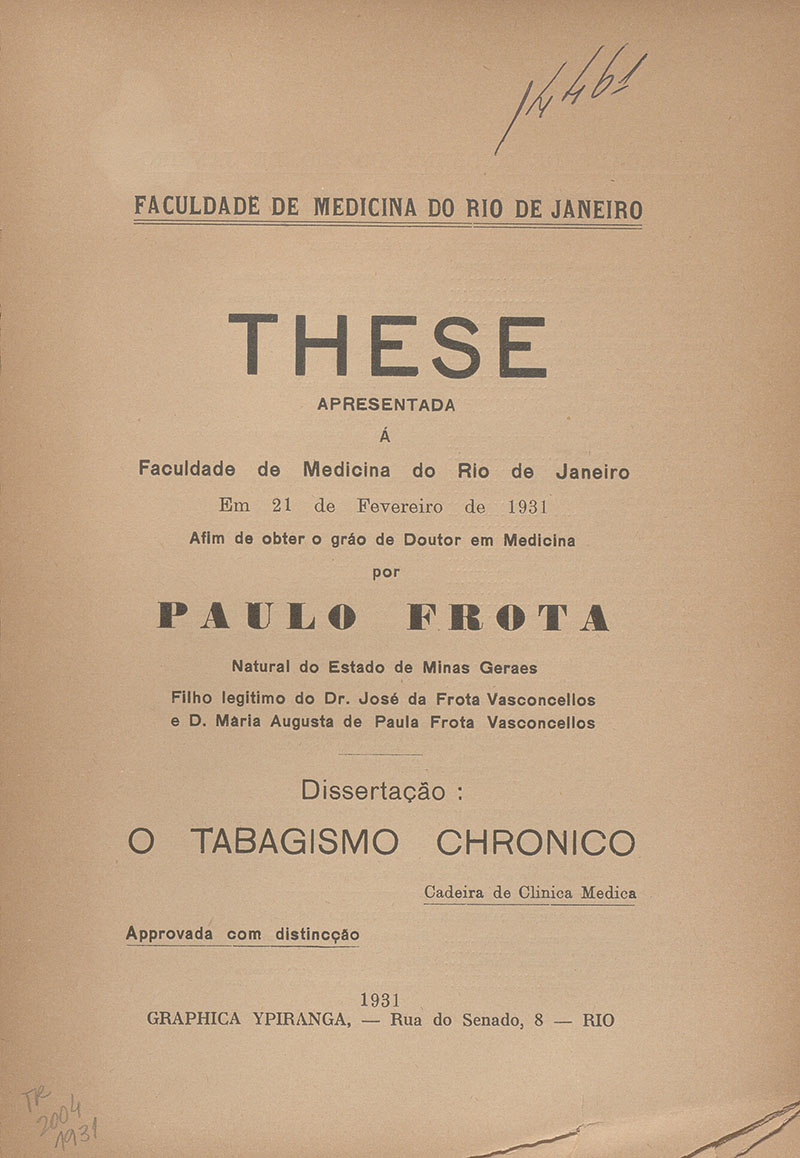 14461
FACULDADE DE MEDICINA DO RIO DE JANEIRO
THESE
APRESENTADA
Á
Faculdade de Medicina do Rio de Janeiro
Em 21 de Fevereiro de 1931
Afim de obter o gráo de Doutor em Medicina
por
PAULO FROTA
Natural do Estado de Minas Geraes
Filho legitimo do Dr. José da Frota Vasconcellos
e D. Maria Augusta de Paula Frota Vasconcellos
Dissertação :
O TABAGISMO CHRONICO
Cadeira de Clinica Medica
Approvada com distincção
1931
GRAPHICA YPIRANGA, — Rua do Senado, 8 — RIO
TR
2004
1931